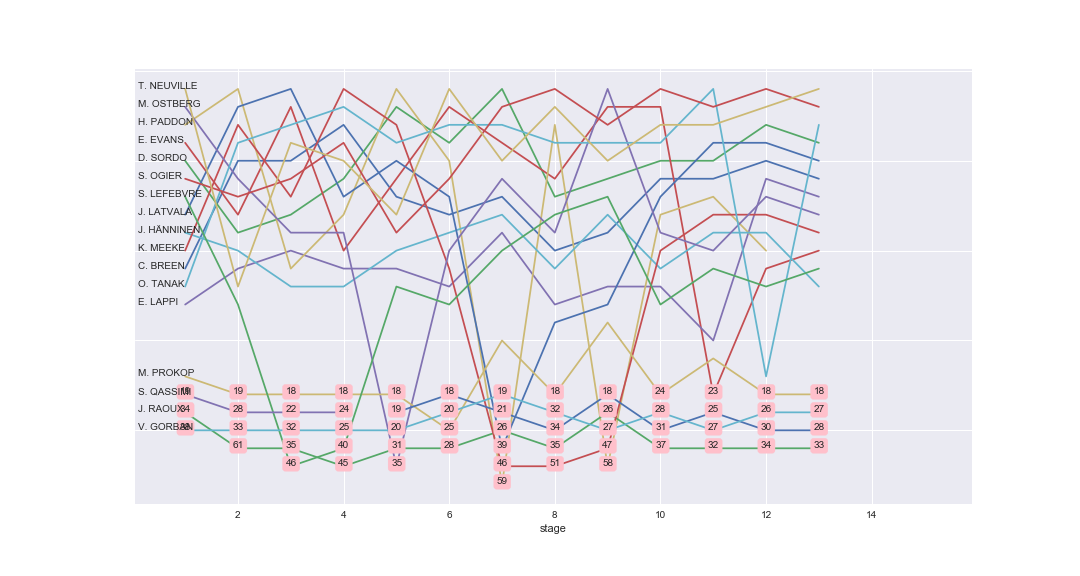 T. NEUVILLE
M. OSTBERG
H. PADDON
E. EVANS
D. SORDO
S. OGIER
S. LEFEBVRE
J. LATVALA
J. HÄNNINEN
K. MEEKE
C. BREEN
O. TANAK
E. LAPPI
M. PROKOP
S. QASSIMI 19 18 18 18 18 19 18 18 24 23 18 18
J. RAOUX 28 22 24 19 20 21 32 26 28 25 26 27
V. GORBAN 33 32 25 20 25 26 34 27 31 27 30 28
61 35 40 31 28 39 35 47 37 32 34 33
46 45 35 46 51 58
59
2 4 6 8 10 12 14
stage